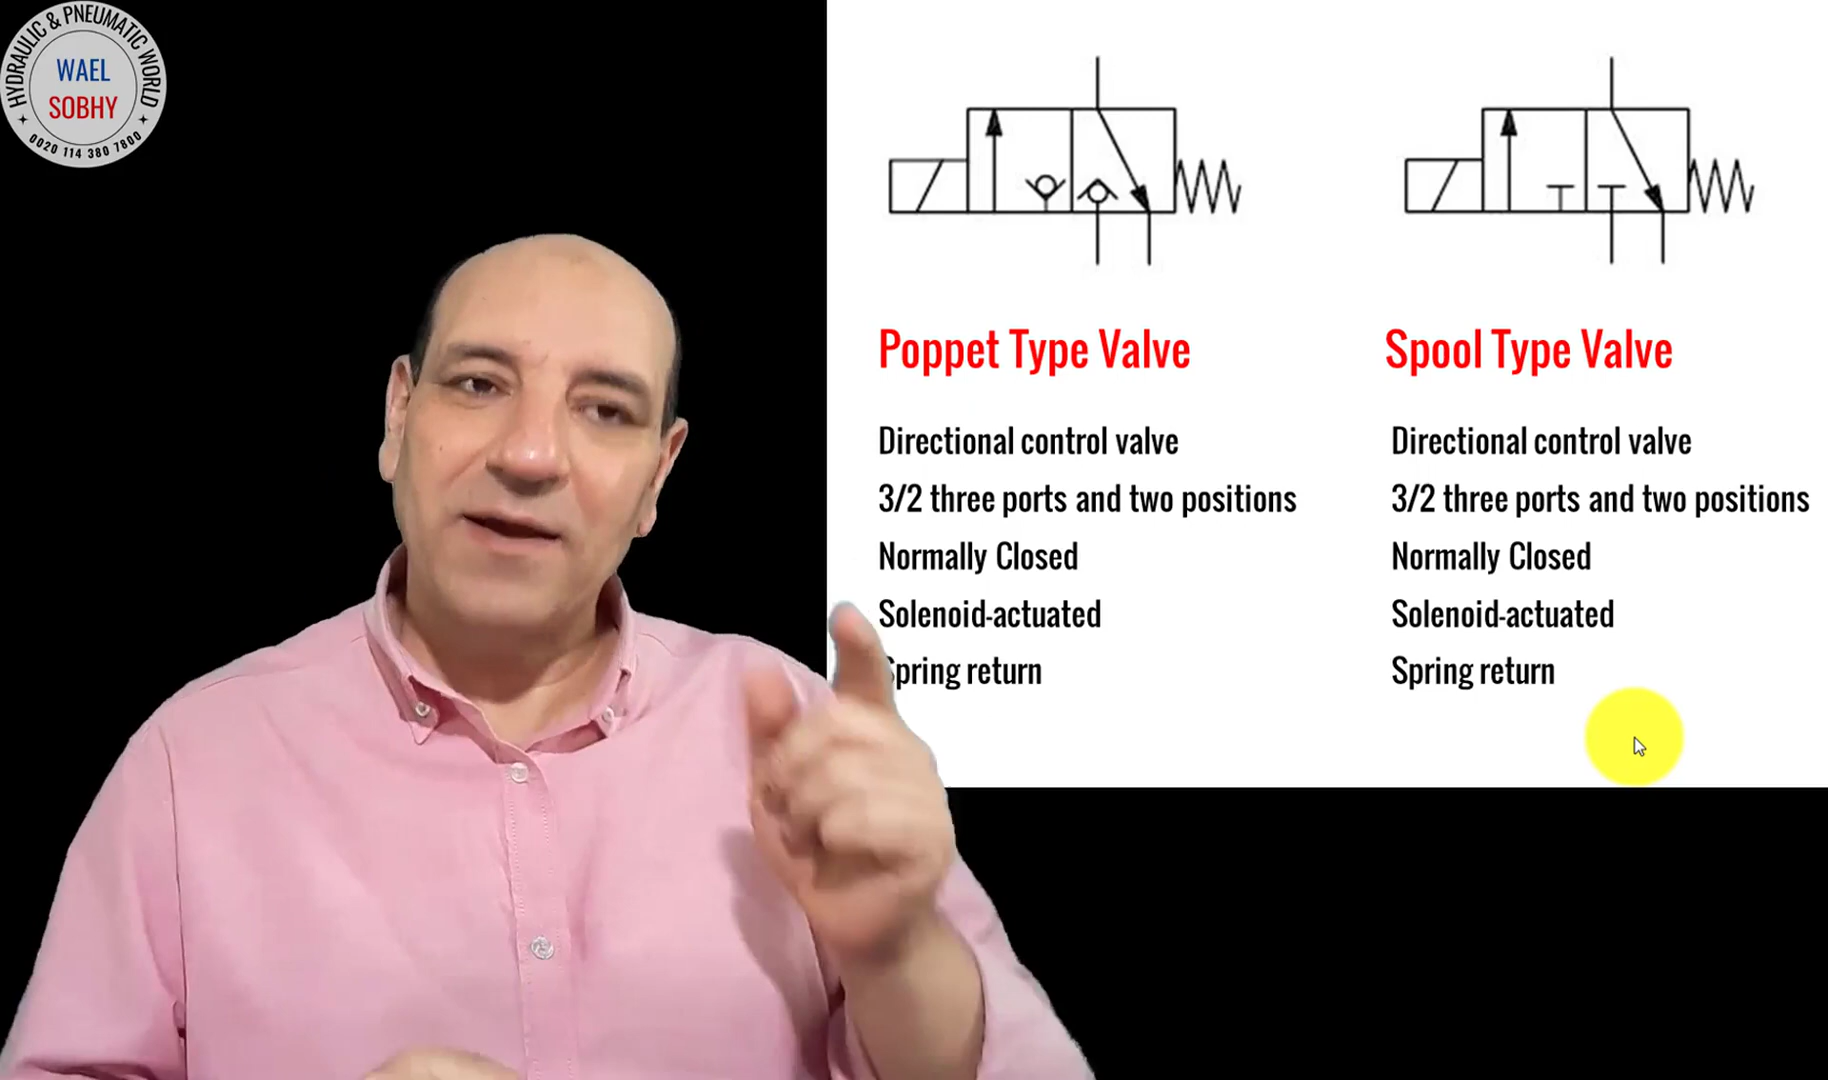 HYDRAULIC & PNEUMATIC WORLD
WAEL
SOBHY
0020 114 380 7800
Poppet Type Valve
Directional control valve
3/2 three ports and two positions
Normally Closed
Solenoid-actuated
Spring return
Spool Type Valve
Directional control valve
3/2 three ports and two positions
Normally Closed
Solenoid-actuated
Spring return